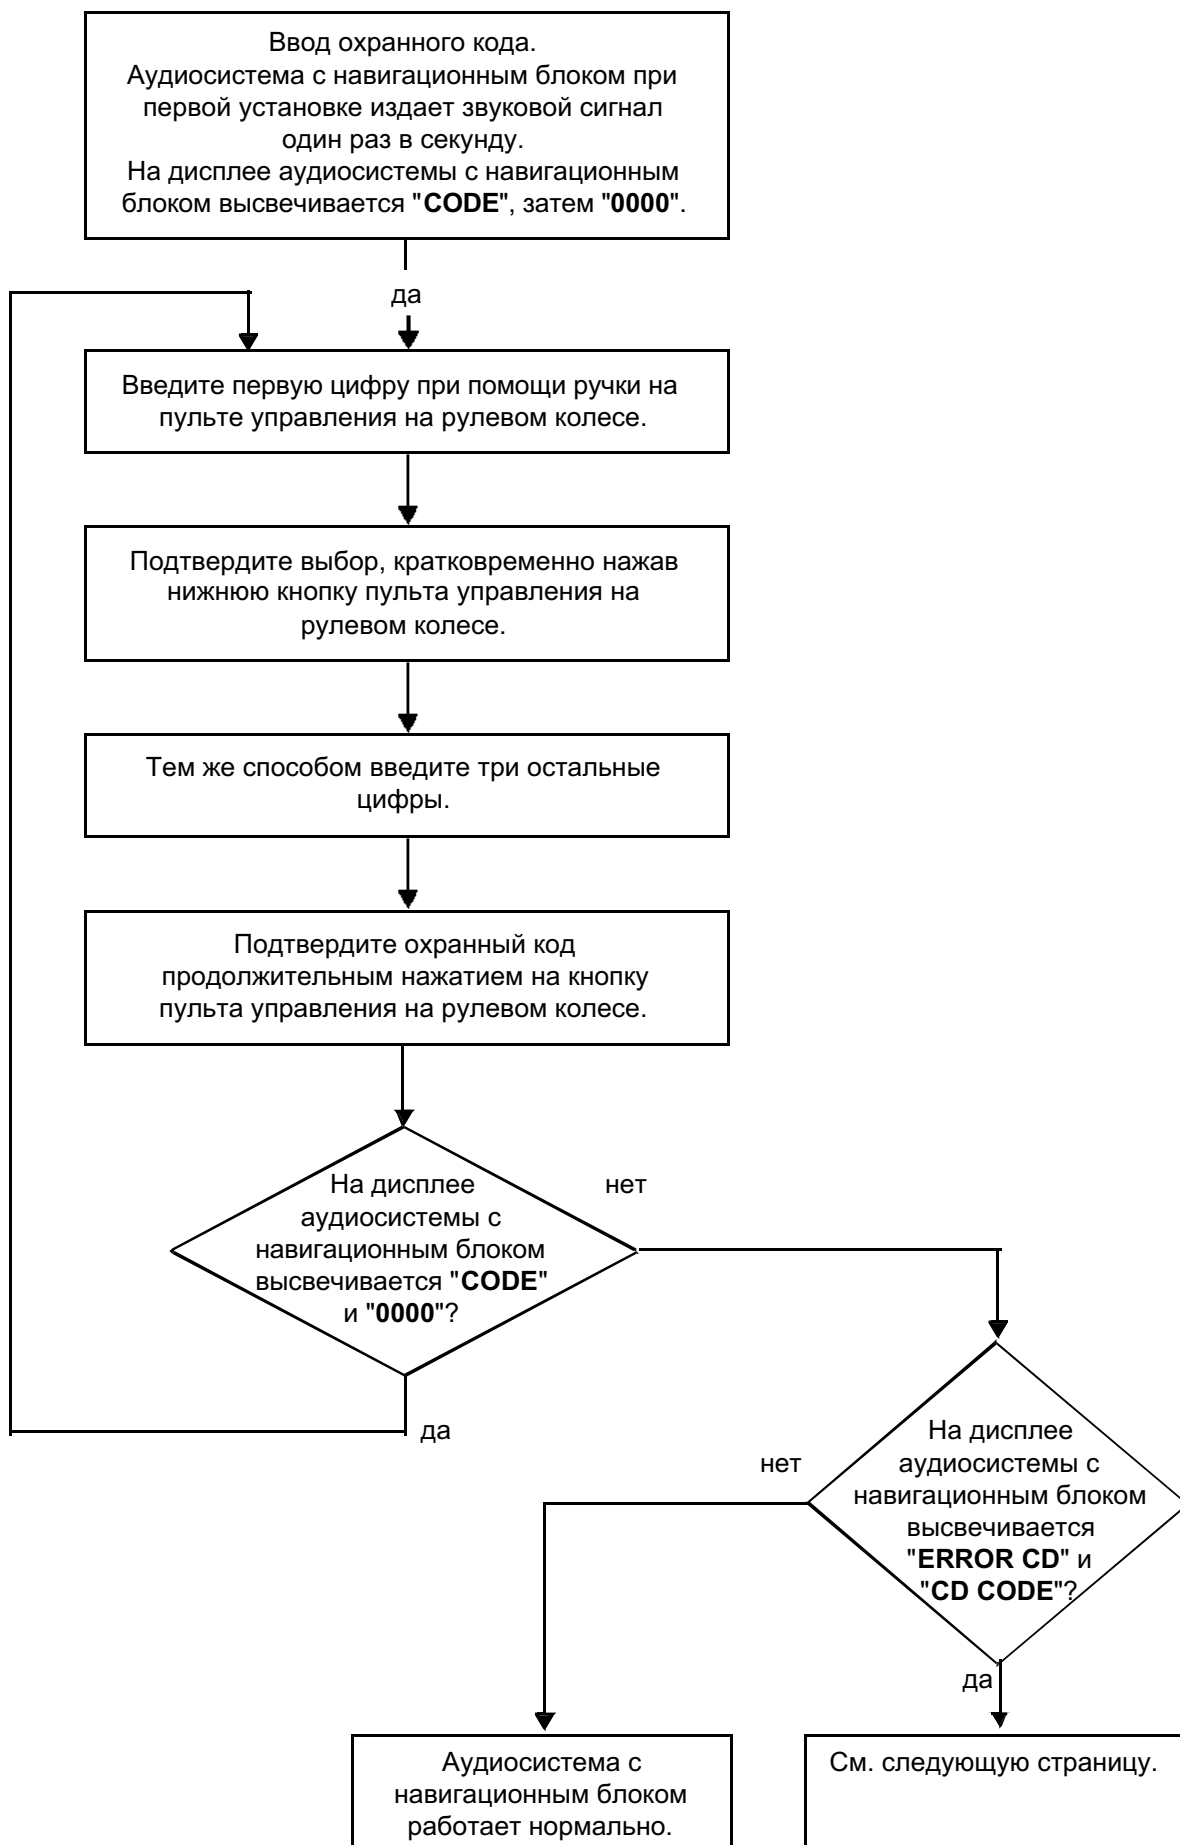 Ввод охранного кода.
Аудиосистема с навигационным блоком при
первой установке издает звуковой сигнал
один раз в секунду.
На дисплее аудиосистемы с навигационным
блоком высвечивается "CODE", затем "0000".
да
Введите первую цифру при помощи ручки на
пульте управления на рулевом колесе.
Подтвердите выбор, кратковременно нажав
нижнюю кнопку пульта управления на
рулевом колесе.
Тем же способом введите три остальные
цифры.
Подтвердите охранный код
продолжительным нажатием на кнопку
пульта управления на рулевом колесе.
На дисплее
аудиосистемы с
навигационным блоком
высвечивается "CODE"
и "0000"?
нет
да
На дисплее
аудиосистемы с
навигационным блоком
высвечивается
"ERROR CD" и
"CD CODE"?
нет
да
Аудиосистема с
навигационным блоком
работает нормально.
См. следующую страницу.